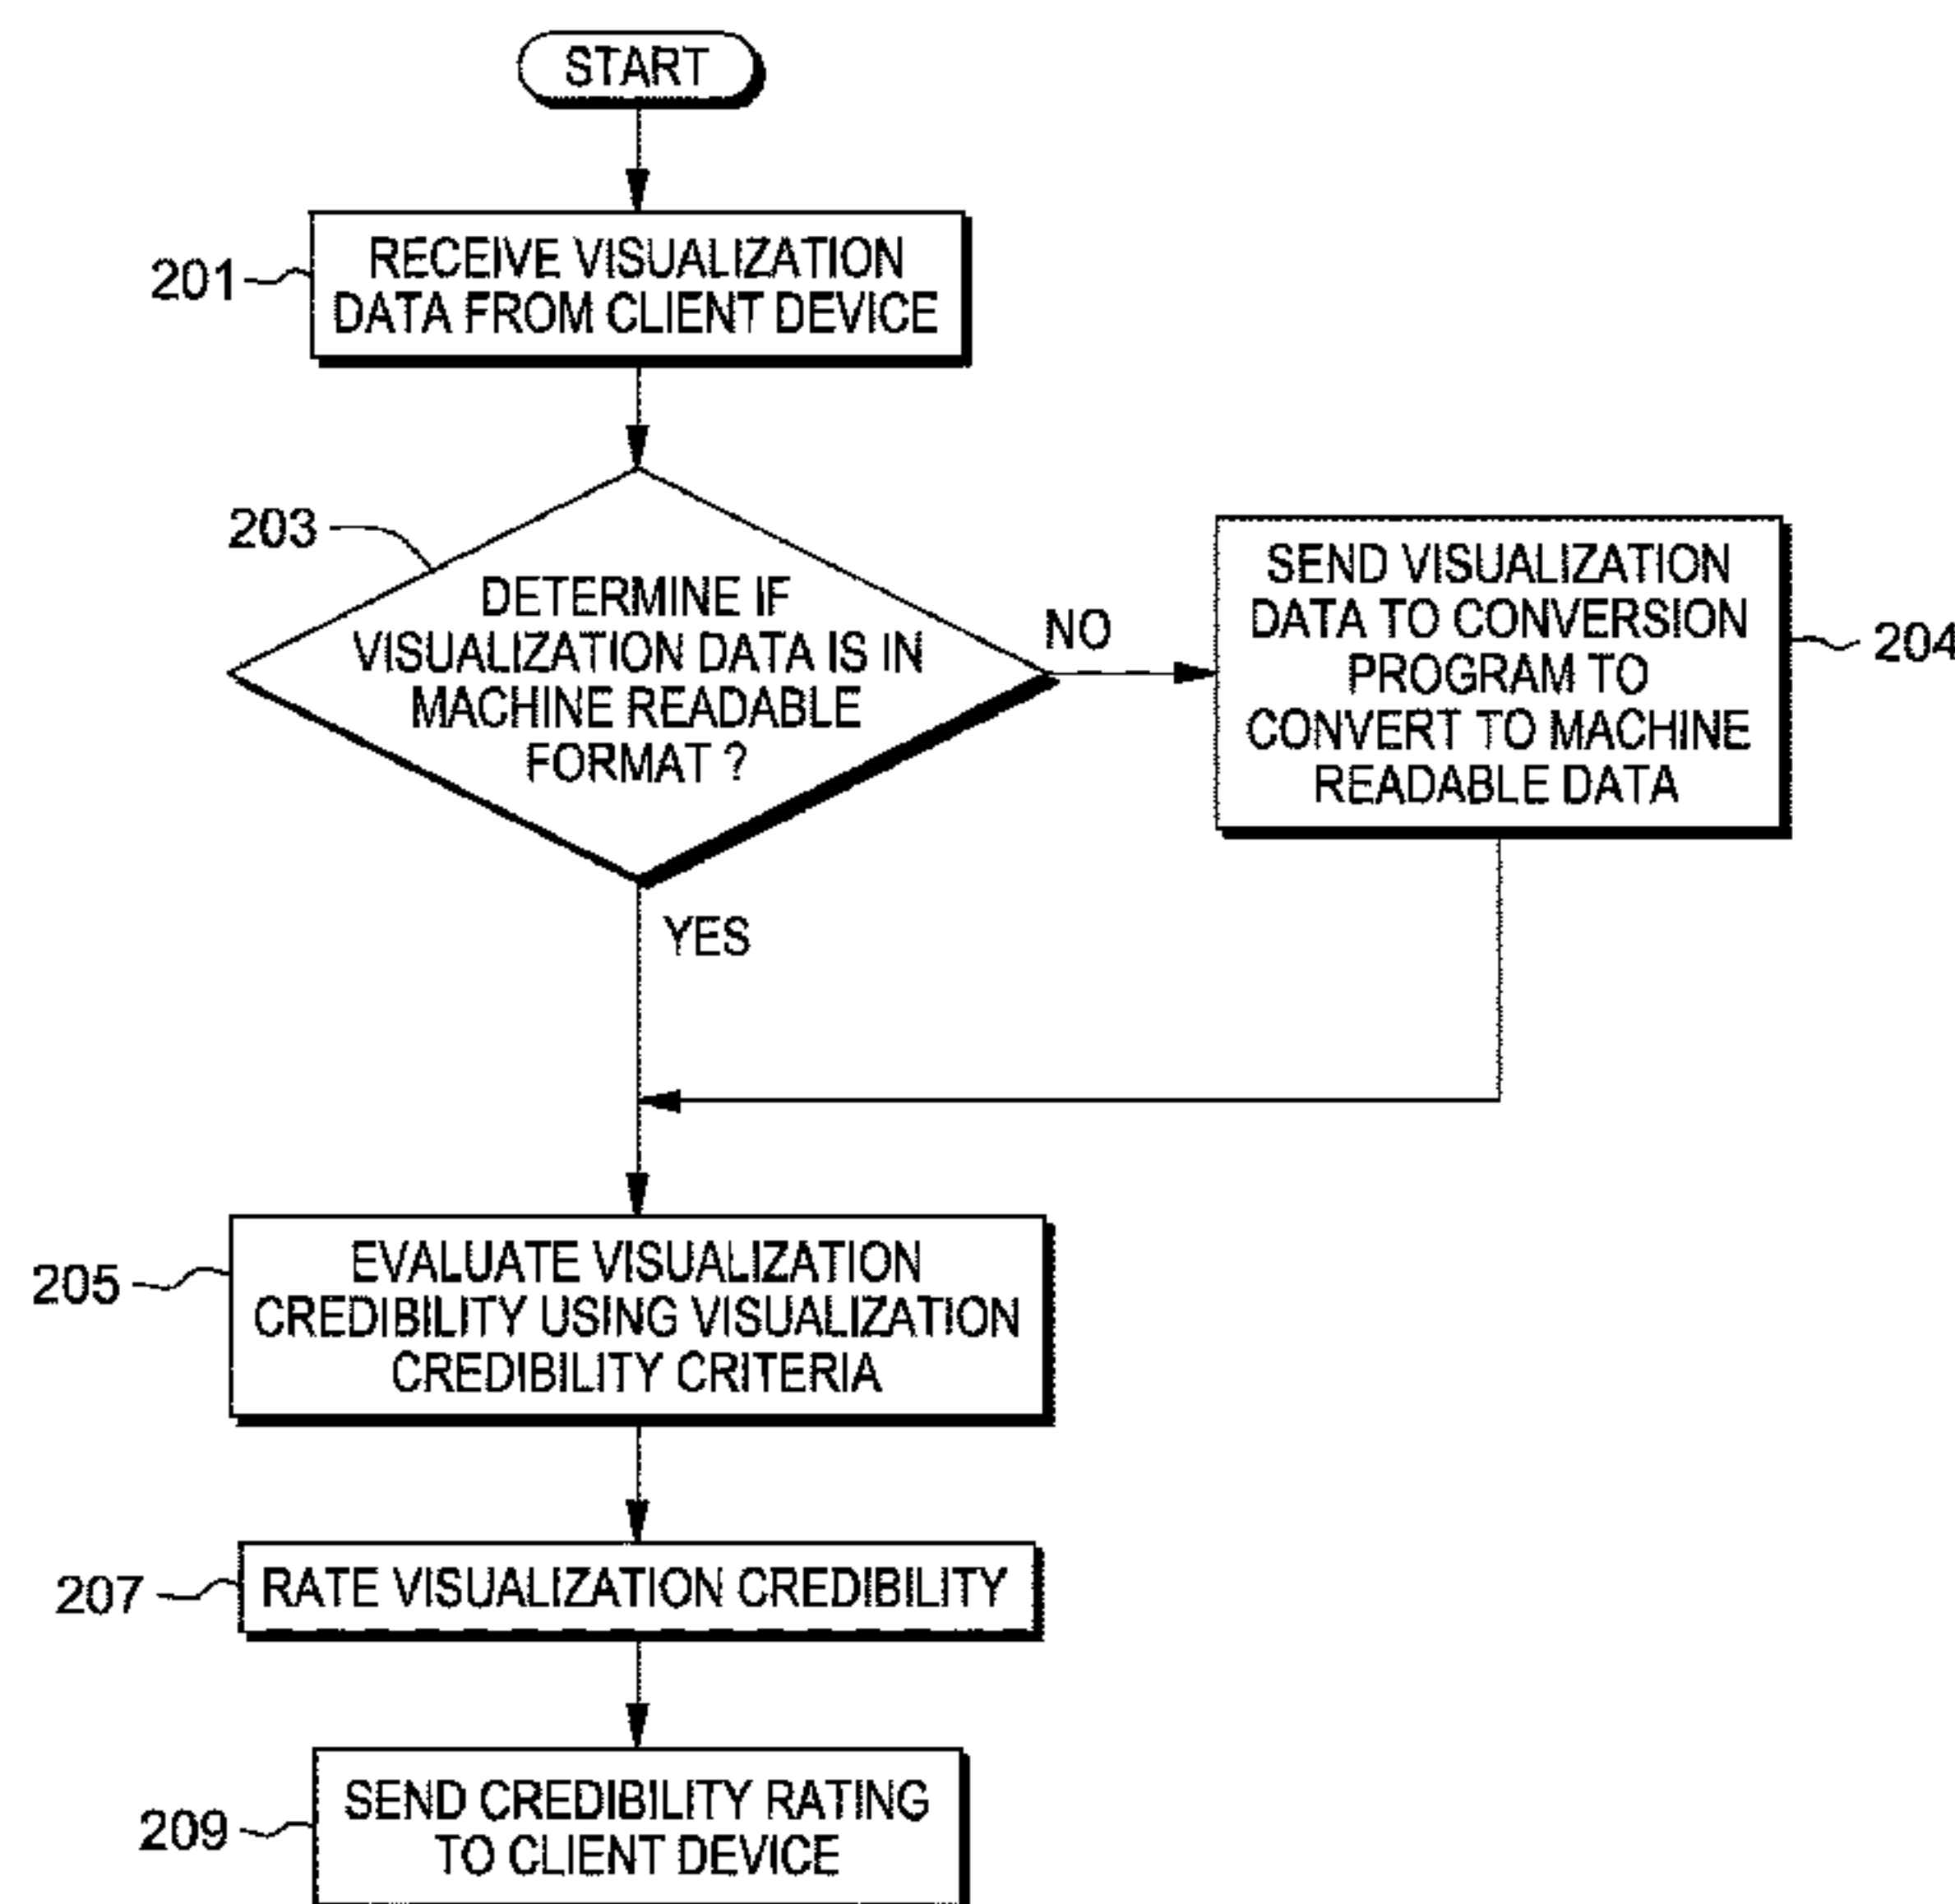 START
201
RECEIVE VISUALIZATION
DATA FROM CLIENT DEVICE
203
DETERMINE IF
VISUALIZATION DATA IS IN
MACHINE READABLE
FORMAT ?
NO
SEND VISUALIZATION
DATA TO CONVERSION
PROGRAM TO
CONVERT TO MACHINE
READABLE DATA
204
YES
205
EVALUATE VISUALIZATION
CREDIBILITY USING VISUALIZATION
CREDIBILITY CRITERIA
207
RATE VISUALIZATION CREDIBILITY
209
SEND CREDIBILITY RATING
TO CLIENT DEVICE